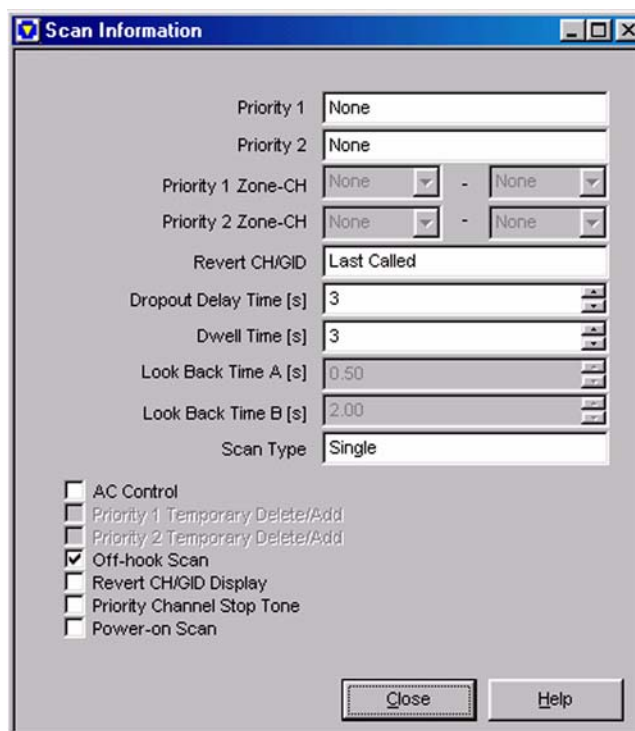 Scan Information
Priority 1 None
Priority 2 None
Priority 1 Zone-CH None - None
Priority 2 Zone-CH None - None
Revert CH/GID Last Called
Dropout Delay Time [s] 3
Dwell Time [s] 3
Look Back Time A [s] 0.50
Look Back Time B [s] 2.00
Scan Type Single
AC Control
Priority 1 Temporary Delete/Add
Priority 2 Temporary Delete/Add
Off-hook Scan
Revert CH/GID Display
Priority Channel Stop Tone
Power-on Scan
Close Help